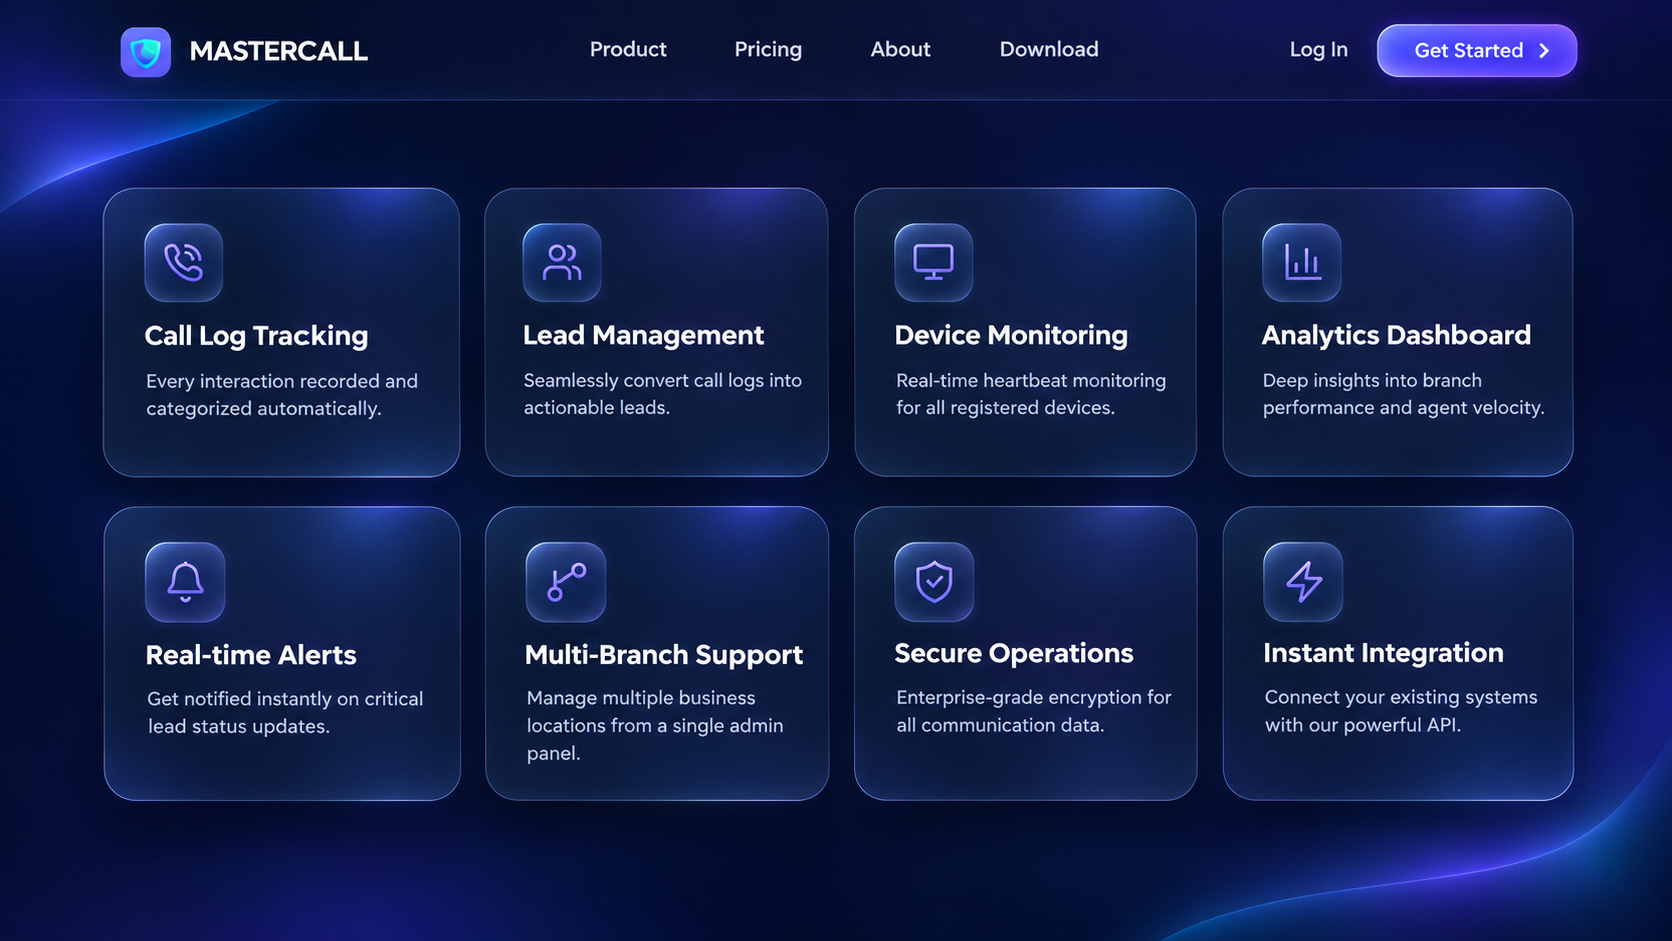 MASTERCALL
Product
Pricing
About
Download
Log In
Get Started
Call Log Tracking
Every interaction recorded and
categorized automatically.
Lead Management
Seamlessly convert call logs into
actionable leads.
Device Monitoring
Real-time heartbeat monitoring
for all registered devices.
Analytics Dashboard
Deep insights into branch
performance and agent velocity.
Real-time Alerts
Get notified instantly on critical
lead status updates.
Multi-Branch Support
Manage multiple business
locations from a single admin
panel.
Secure Operations
Enterprise-grade encryption for
all communication data.
Instant Integration
Connect your existing systems
with our powerful API.